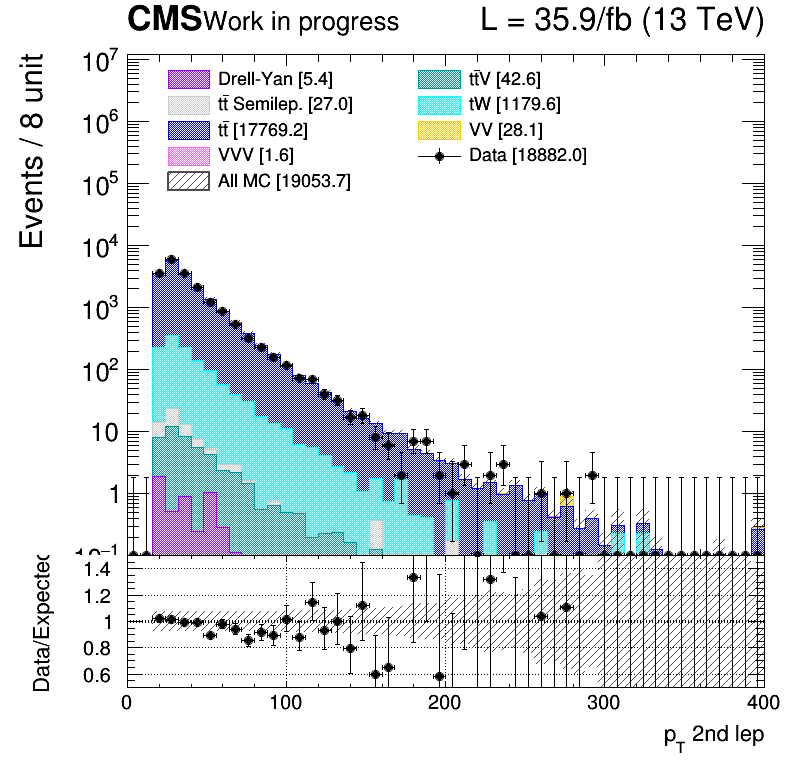 CMS Work in progress L = 35.9/fb (13 TeV)
Events / 8 unit
10^7
10^6
10^5
10^4
10^3
10^2
10
1
10^-1
Drell-Yan [5.4]
tt̄ Semilep. [27.0]
tt̄ [17769.2]
VVV [1.6]
All MC [19053.7]
tt̄V [42.6]
tW [1179.6]
VV [28.1]
Data [18882.0]
Data/Expected
1.4
1.2
1
0.8
0.6
0 100 200 300 400
p_T 2nd lep